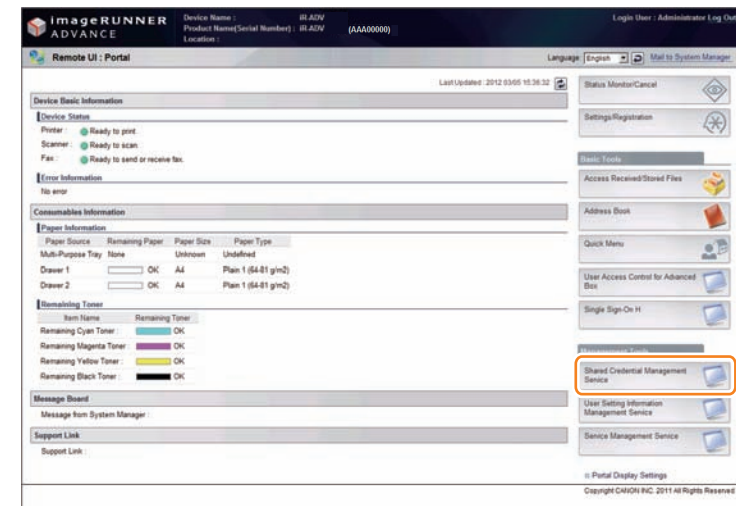 imageRUNNER
ADVANCE
Device Name : iR-ADV
Product Name(Serial Number) : iR-ADV (AAA00000)
Location :
Login User : Administrator Log Out
Remote UI : Portal
Language: English Mail to System Manager
Last Updated : 2012 03/05 15:36:32
Device Basic Information
Device Status
Printer : Ready to print.
Scanner : Ready to scan.
Fax : Ready to send or receive fax.
Error Information
No error
Consumables Information
Paper Information
Paper Source Remaining Paper Paper Size Paper Type
Multi-Purpose Tray None Unknown Undefined
Drawer 1 OK A4 Plain 1 (64-81 g/m2)
Drawer 2 OK A4 Plain 1 (64-81 g/m2)
Remaining Toner
Item Name Remaining Toner
Remaining Cyan Toner : OK
Remaining Magenta Toner : OK
Remaining Yellow Toner : OK
Remaining Black Toner : OK
Message Board
Message from System Manager :
Support Link
Support Link :
Status Monitor/Cancel
Settings/Registration
Basic Tools
Access Received/Stored Files
Address Book
Quick Menu
User Access Control for Advanced
Box
Single Sign-On H
Management Tools
Shared Credential Management
Service
User Setting Information
Management Service
Service Management Service
Portal Display Settings
Copyright CANON INC. 2011 All Rights Reserved